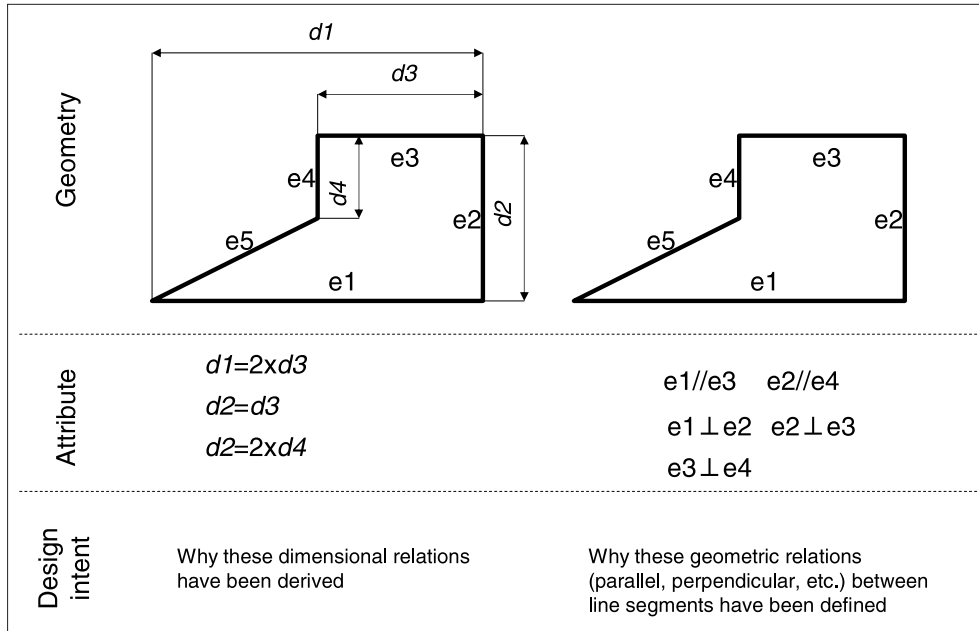 Geometry
d1
d3
e3
e4
d4
e2
d2
e5
e1
e3
e4
e2
e5
e1
Attribute
d1=2xd3
d2=d3
d2=2xd4
e1//e3 e2//e4
e1⊥e2 e2⊥e3
e3⊥e4
Design
intent
Why these dimensional relations
have been derived
Why these geometric relations
(parallel, perpendicular, etc.) between
line segments have been defined